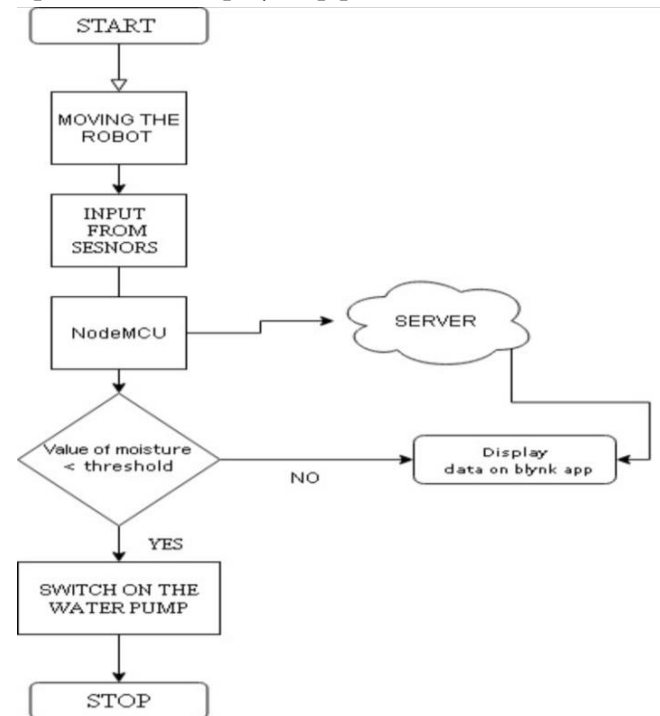 START
MOVING THE
ROBOT
INPUT
FROM
SESNORS
NodeMCU
SERVER
Value of moisture
< threshold
NO
Display
data on blynk app
YES
SWITCH ON THE
WATER PUMP
STOP